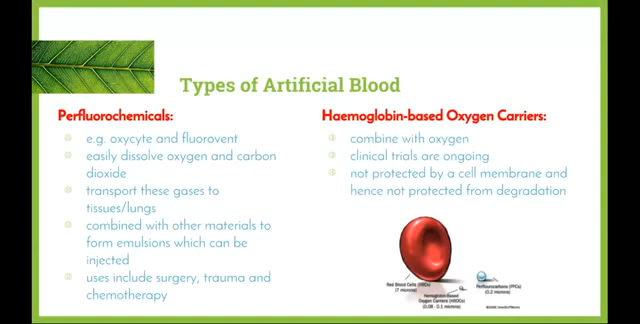 Types of Artificial Blood
Perfluorochemicals:
e.g. oxycyte and fluorovent
easily dissolve oxygen and carbon
dioxide
transport these gases to
tissues/lungs
combined with other materials to
form emulsions which can be
injected
uses include surgery, trauma and
chemotherapy
Haemoglobin-based Oxygen Carriers:
combine with oxygen
clinical trials are ongoing
not protected by a cell membrane and
hence not protected from degradation
Red Blood Cells (RBCs)
(7 microns)
Hemoglobin-Based
Oxygen Carriers (HBOCs)
(0.08 - 0.1 microns)
Perfluorocarbons (PFCs)
(0.2 microns)